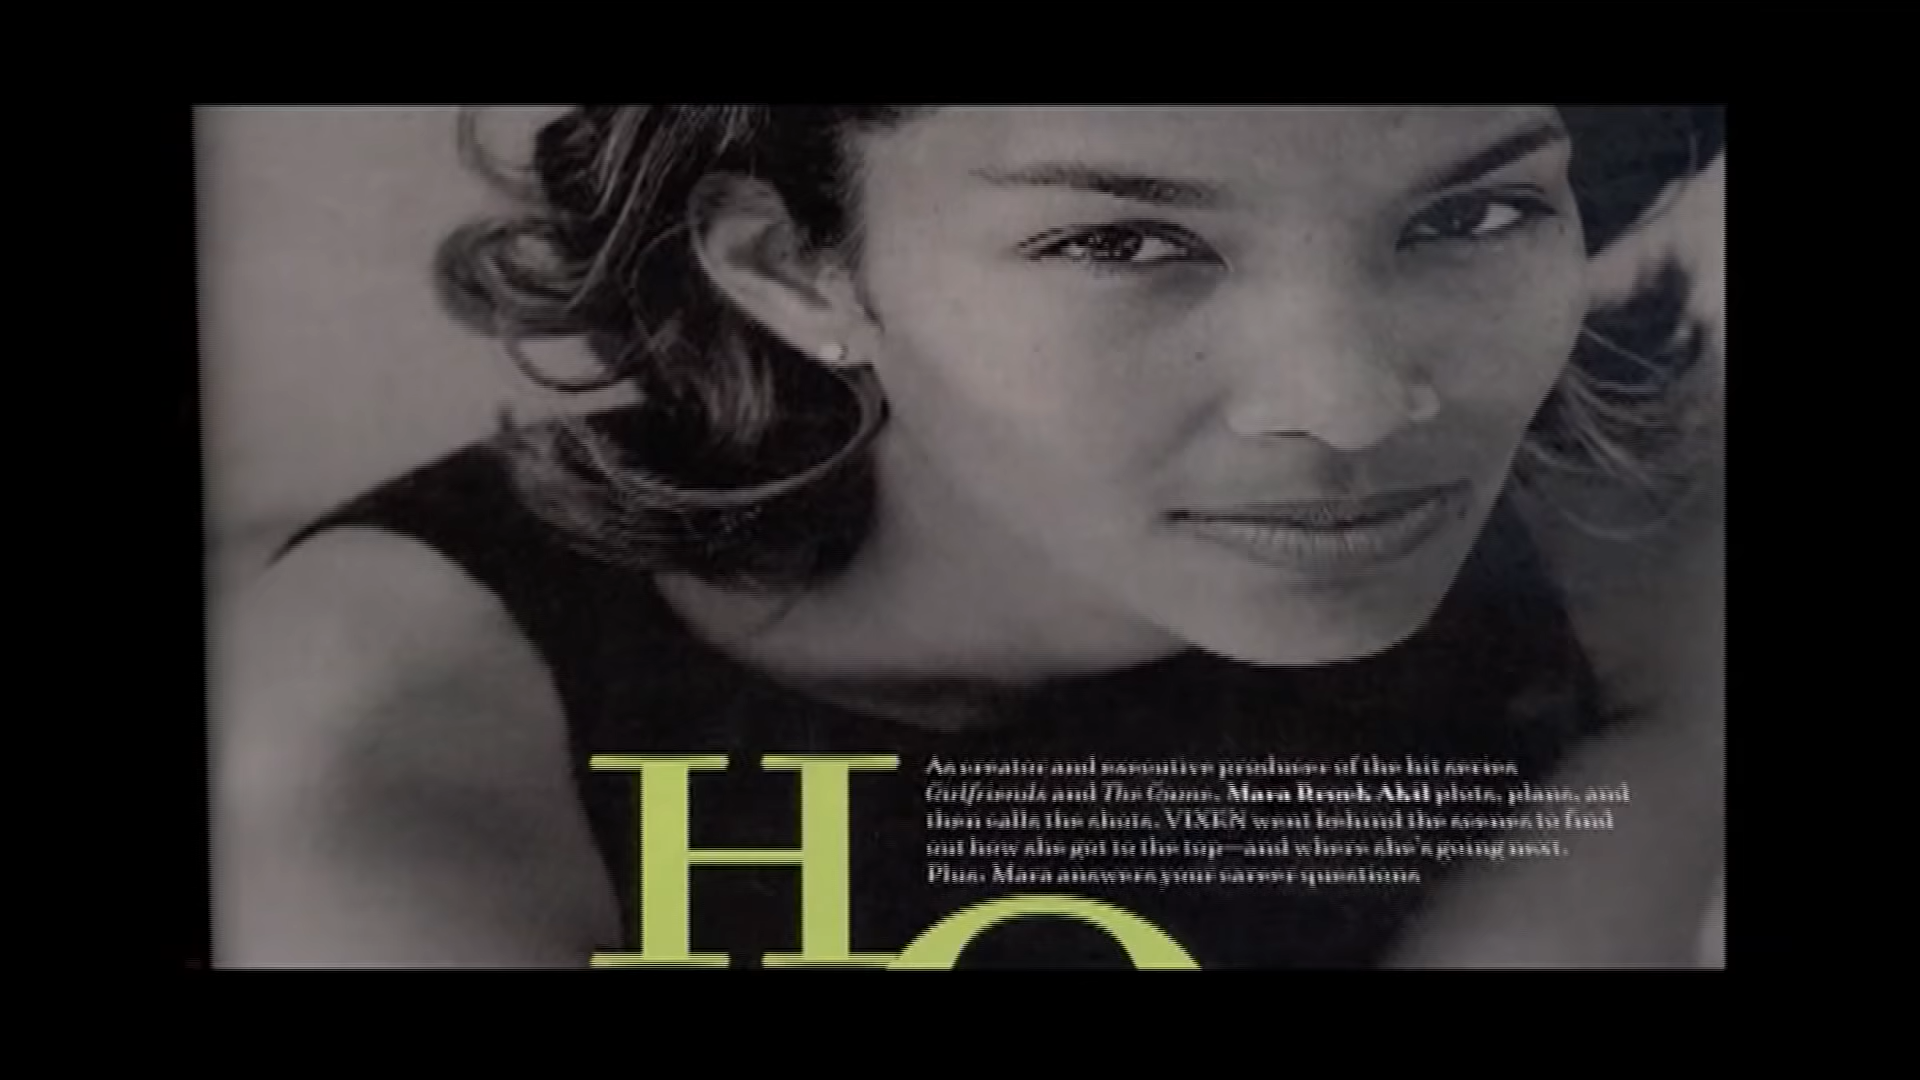 H
As creator and executive producer of the hit series
Girlfriends and The Game, Mara Brock Akil plots, plans, and
then calls the shots. VIXEN went behind the scenes to find
out how she got to the top—and where she's going next.
Plus, Mara answers your career questions
O